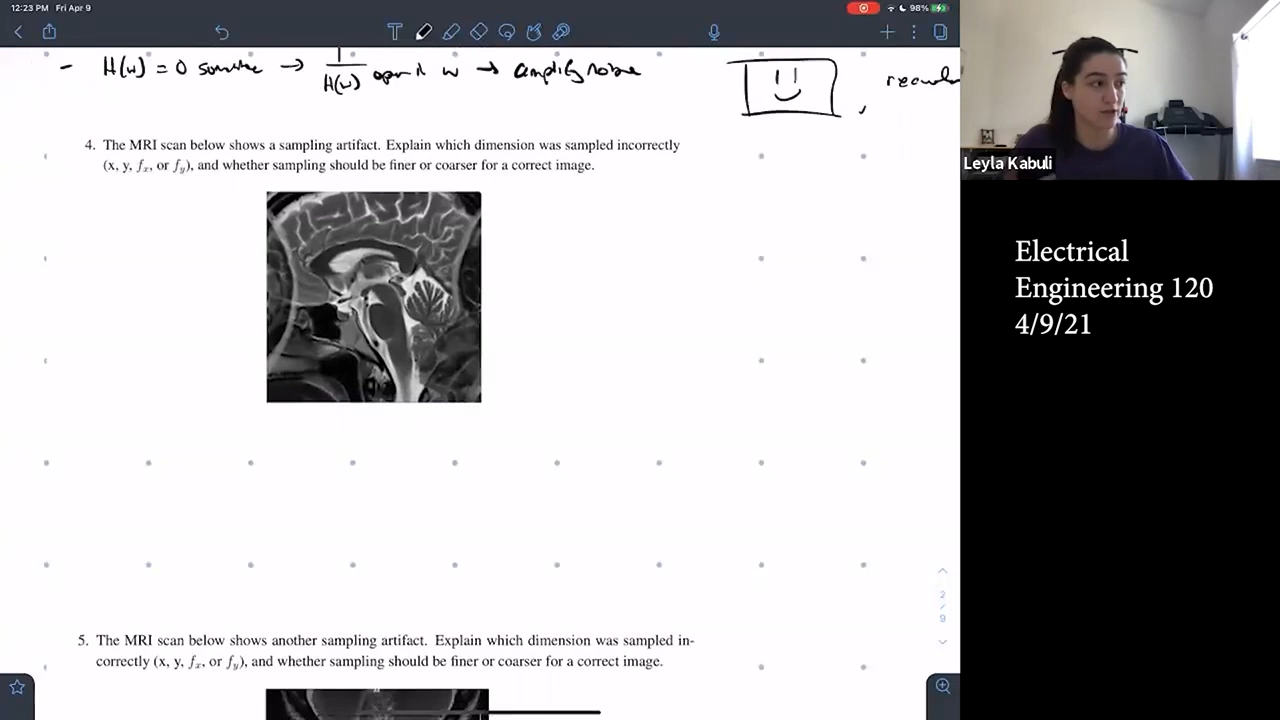 12:23 PM Fri Apr 9
98%
- H(w) = 0 → 1/H(w) → amplify noise
4. The MRI scan below shows a sampling artifact. Explain which dimension was sampled incorrectly
(x, y, fx, or fy), and whether sampling should be finer or coarser for a correct image.
Leyla Kabuli
Electrical
Engineering 120
4/9/21
2
/
9
5. The MRI scan below shows another sampling artifact. Explain which dimension was sampled in-
correctly (x, y, fx, or fy), and whether sampling should be finer or coarser for a correct image.